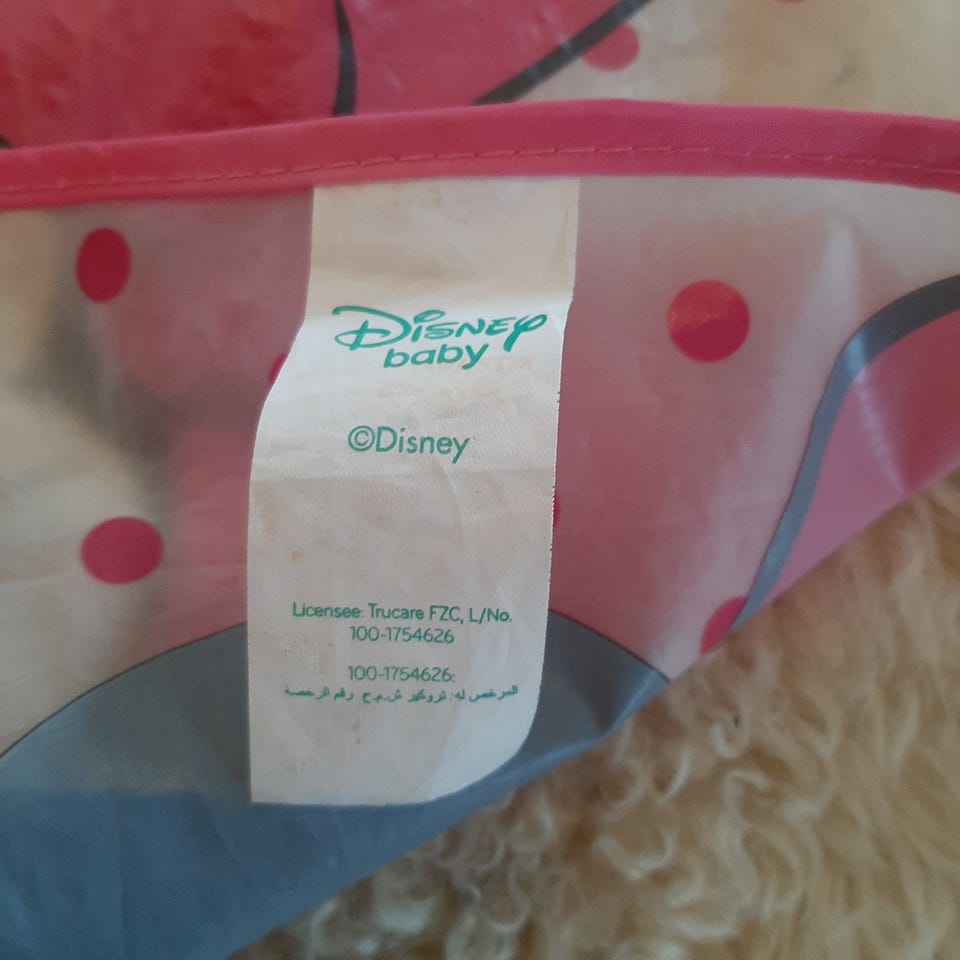 Disney
baby
©Disney
Licensee: Trucare FZC, L/No.
100-1754626
100-1754626:
المرخص له: تروكير ش.م.ح رقم الرخصة